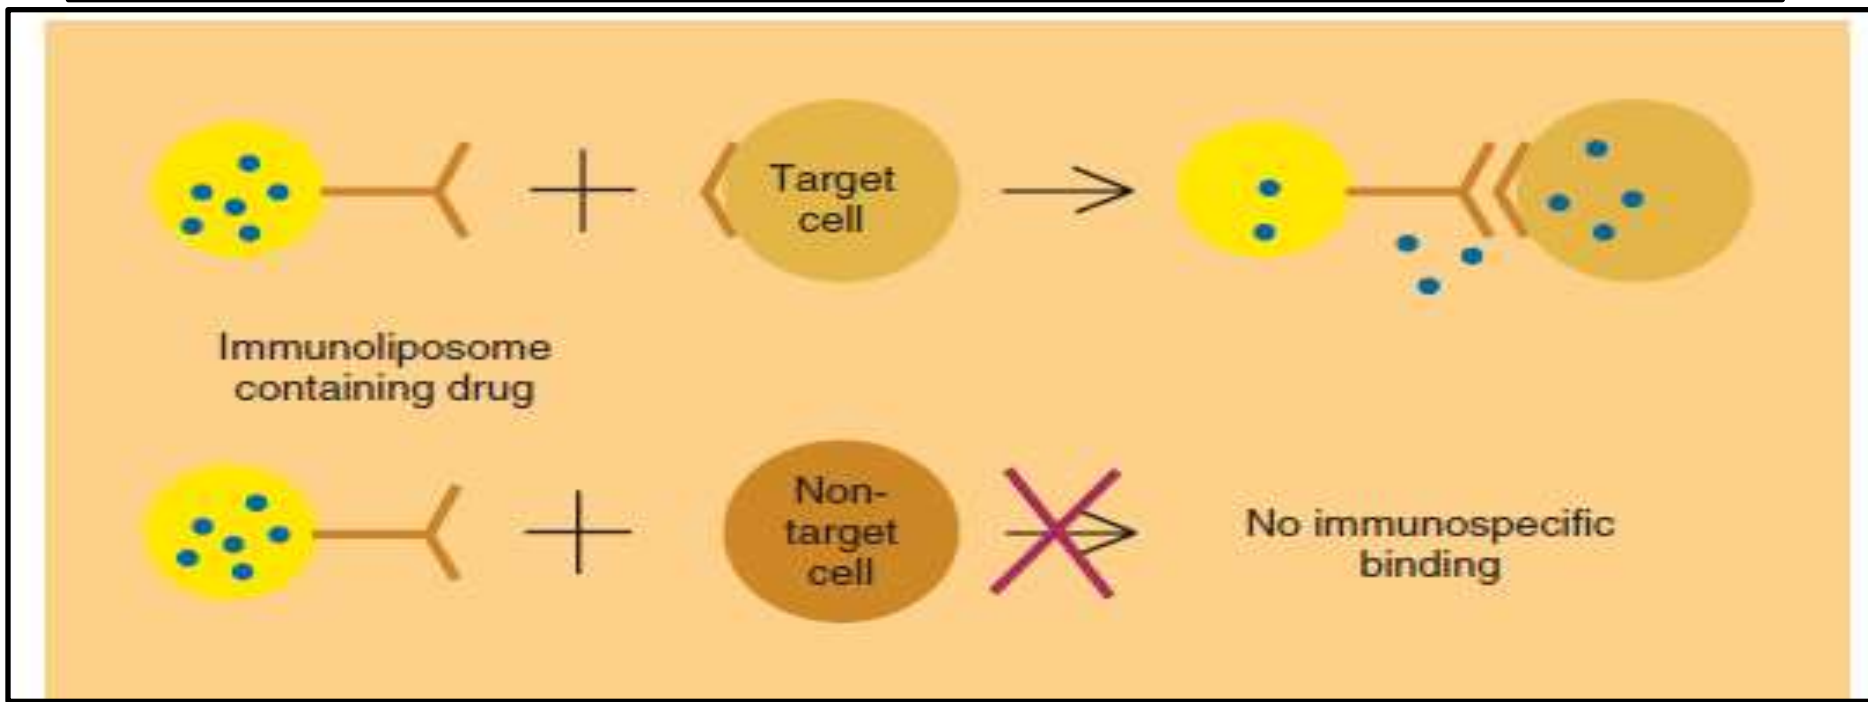 Target
cell
Immunoliposome
containing drug
Non-
target
cell
No immunospecific
binding